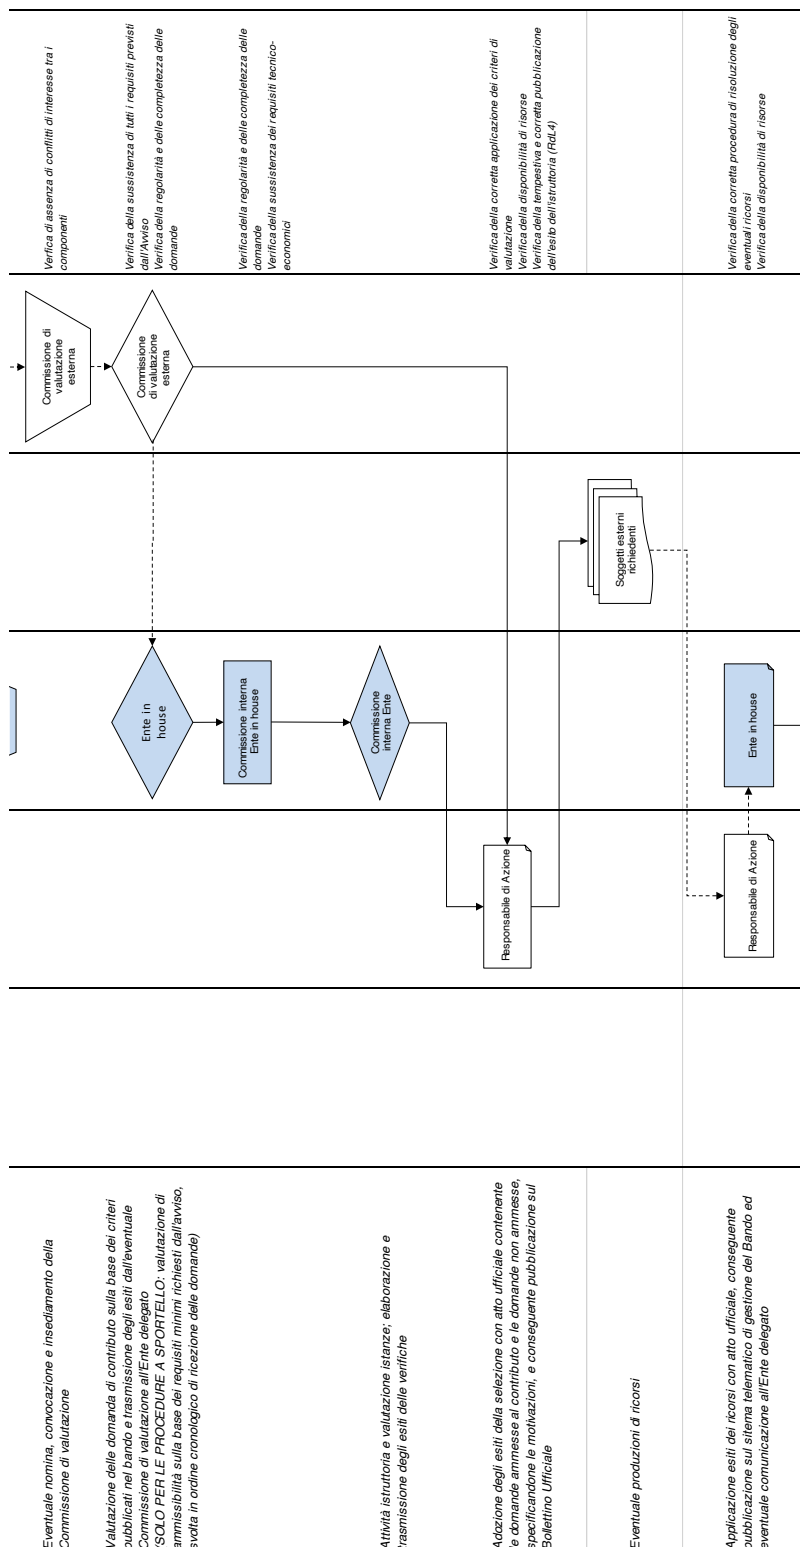 Eventuale nomina, convocazione e insediamento della
Commissione di valutazione
Commissione di
valutazione
esterna
Verfica di assenza di conflitti di interesse tra i
componenti
Valutazione delle domanda di contributo sulla base dei criteri
pubblicati nel bando e trasmissione degli esiti dall'eventuale
Commissione di valutazione all'Ente delegato
(SOLO PER LE PROCEDURE A SPORTELLO: valutazione di
ammissibilità sulla base dei requisiti minimi richiesti dall'avviso,
svolta in ordine cronologico di ricezione delle domande)
Ente in
house
Commissione
di valutazione
esterna
Verifica della sussistenza di tutti i requisiti previsti
dall'Avviso
Verifica della regolarità e delle completezza delle
domande
Commissione interna
Ente in house
Verifica della regolarità e delle completezza delle
domande
Verifica della sussistenza dei requisiti tecnico-
economici
Attività istruttoria e valutazione istanze; elaborazione e
trasmissione degli esiti delle verifiche
Commissione
interna Ente
Adozione degli esiti della selezione con atto ufficiale contenente
le domande ammesse al contributo e le domande non ammesse,
specificandone le motivazioni, e conseguente pubblicazione sul
Bollettino Ufficiale
Responsabile di Azione
Verifica della corretta applicazione dei criteri di
valutazione
Verifica della disponibilità di risorse
Verifica della tempestiva e corretta pubblicazione
dell'esito dell'istruttoria (RdL4)
Eventuale produzioni di ricorsi
Soggetti esterni
richiedenti
Applicazione esiti dei ricorsi con atto ufficiale, conseguente
pubblicazione sul sitema telematico di gestione del Bando ed
eventuale comunicazione all'Ente delegato
Responsabile di Azione
Ente in house
Verifica della corretta procedura di risoluzione degli
eventuali ricorsi
Verifica della disponibilità di risorse